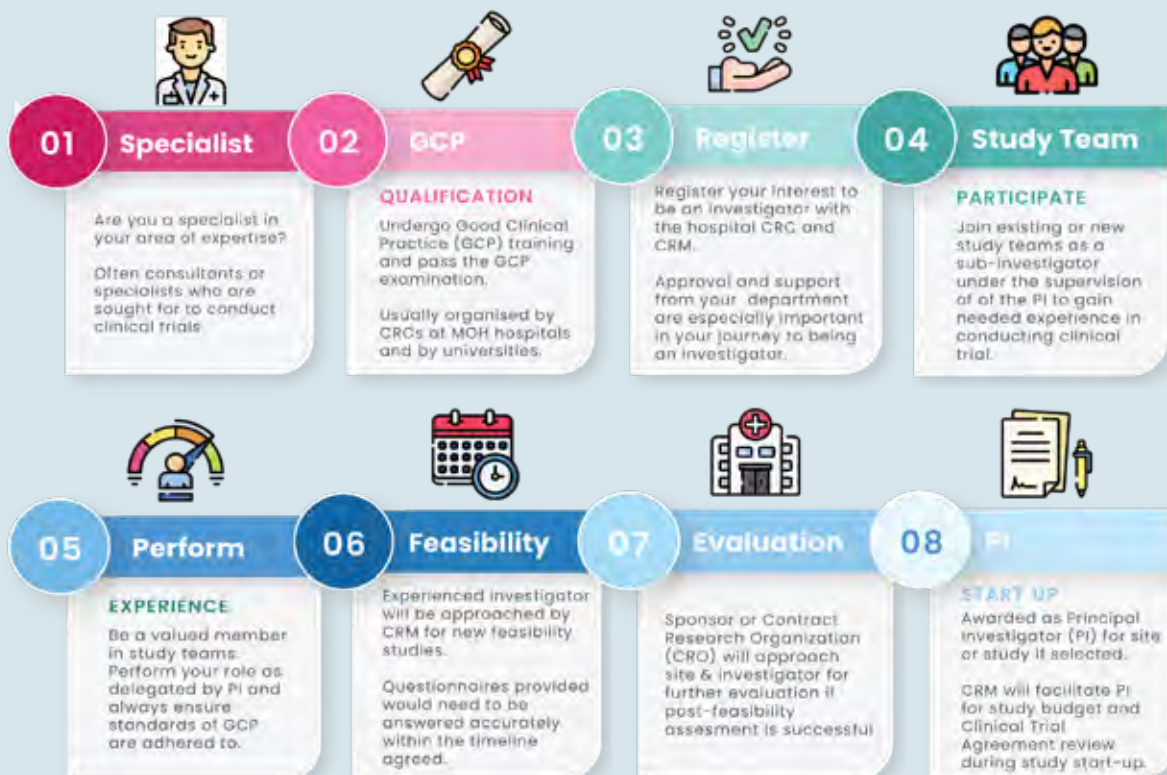 01 Specialist
Are you a specialist in
your area of expertise?
Often consultants or
specialists who are
sought for to conduct
clinical trials
02 GCP
QUALIFICATION
Undergo Good Clinical
Practice (GCP) training
and pass the GCP
examination.
Usually organised by
CRCs at MOH hospitals
and by universities.
03 Register
Register your interest to
be an investigator with
the hospital CRC and
CRM.
Approval and support
from your department
are especially important
in your journey to being
an investigator.
04 Study Team
PARTICIPATE
Join existing or new
study teams as a
sub-investigator
under the supervision
of of the PI to gain
needed experience in
conducting clinical
trial.
05 Perform
EXPERIENCE
Be a valued member
in study teams.
Perform your role as
delegated by PI and
always ensure
standards of GCP
are adhered to.
06 Feasibility
Experienced investigator
will be approached by
CRM for new feasibility
studies.
Questionnaires provided
would need to be
answered accurately
within the timeline
agreed.
07 Evaluation
Sponsor or Contract
Research Organization
(CRO) will approach
site & investigator for
further evaluation if
post-feasibility
assesment is successful
08 PI
START UP
Awarded as Principal
Investigator (PI) for site
or study if selected.
CRM will facilitate PI
for study budget and
Clinical Trial
Agreement review
during study start-up.